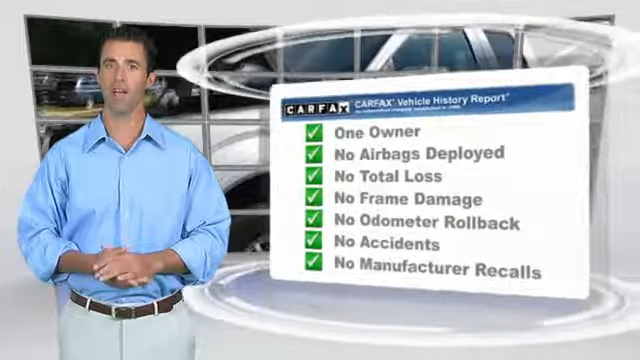 CARFAX CARFAX® Vehicle History Report®
One Owner
No Airbags Deployed
No Total Loss
No Frame Damage
No Odometer Rollback
No Accidents
No Manufacturer Recalls